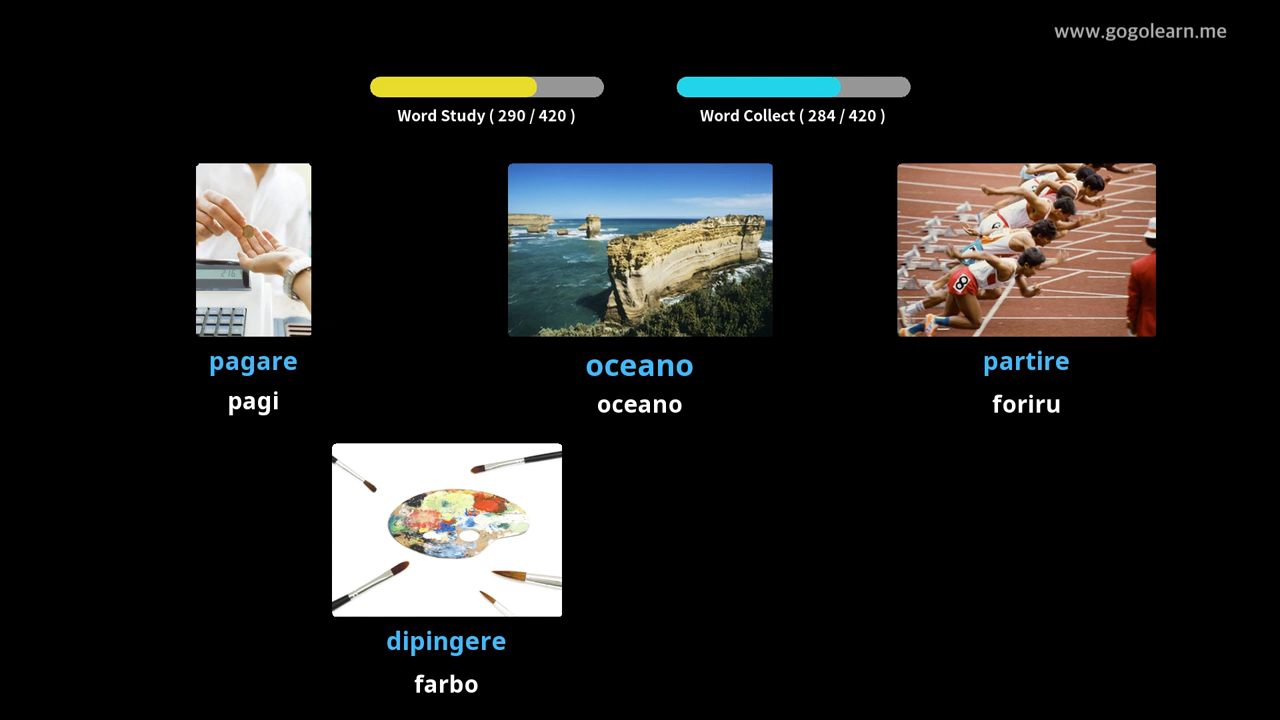 www.gogolearn.me
Word Study ( 290 / 420 )
Word Collect ( 284 / 420 )
pagare
pagi
oceano
oceano
partire
foriru
dipingere
farbo